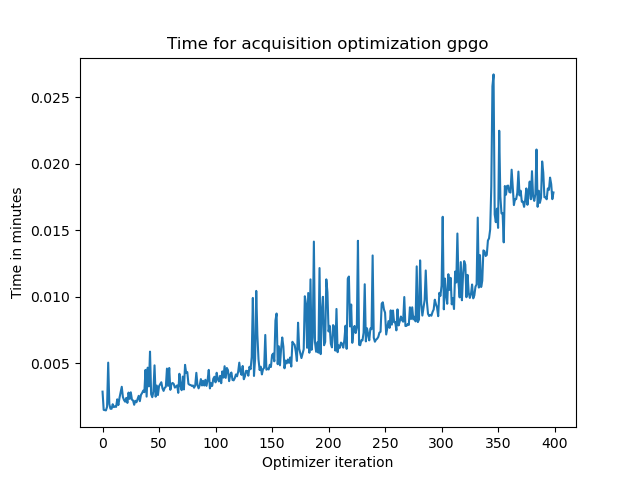 Time for acquisition optimization gpgo
Time in minutes
0.025
0.020
0.015
0.010
0.005
0 50 100 150 200 250 300 350 400
Optimizer iteration